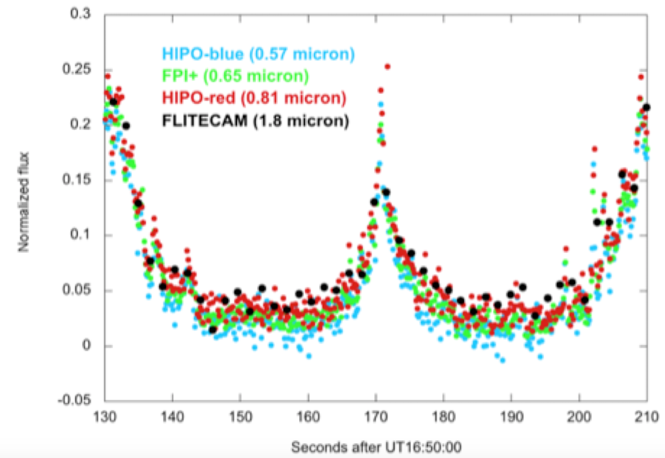 0.3
0.25
0.2
0.15
0.1
0.05
0
-0.05
Normalized flux
HIPO-blue (0.57 micron)
FPI+ (0.65 micron)
HIPO-red (0.81 micron)
FLITECAM (1.8 micron)
130 140 150 160 170 180 190 200 210
Seconds after UT16:50:00